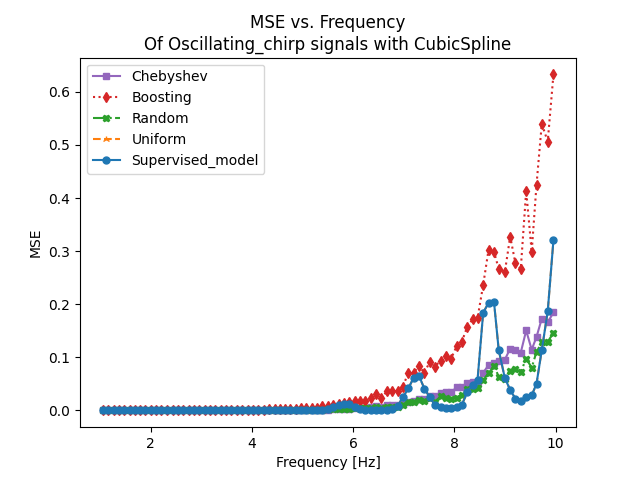 MSE vs. Frequency
Of Oscillating_chirp signals with CubicSpline
Chebyshev
Boosting
Random
Uniform
Supervised_model
MSE
0.6
0.5
0.4
0.3
0.2
0.1
0.0
2 4 6 8 10
Frequency [Hz]